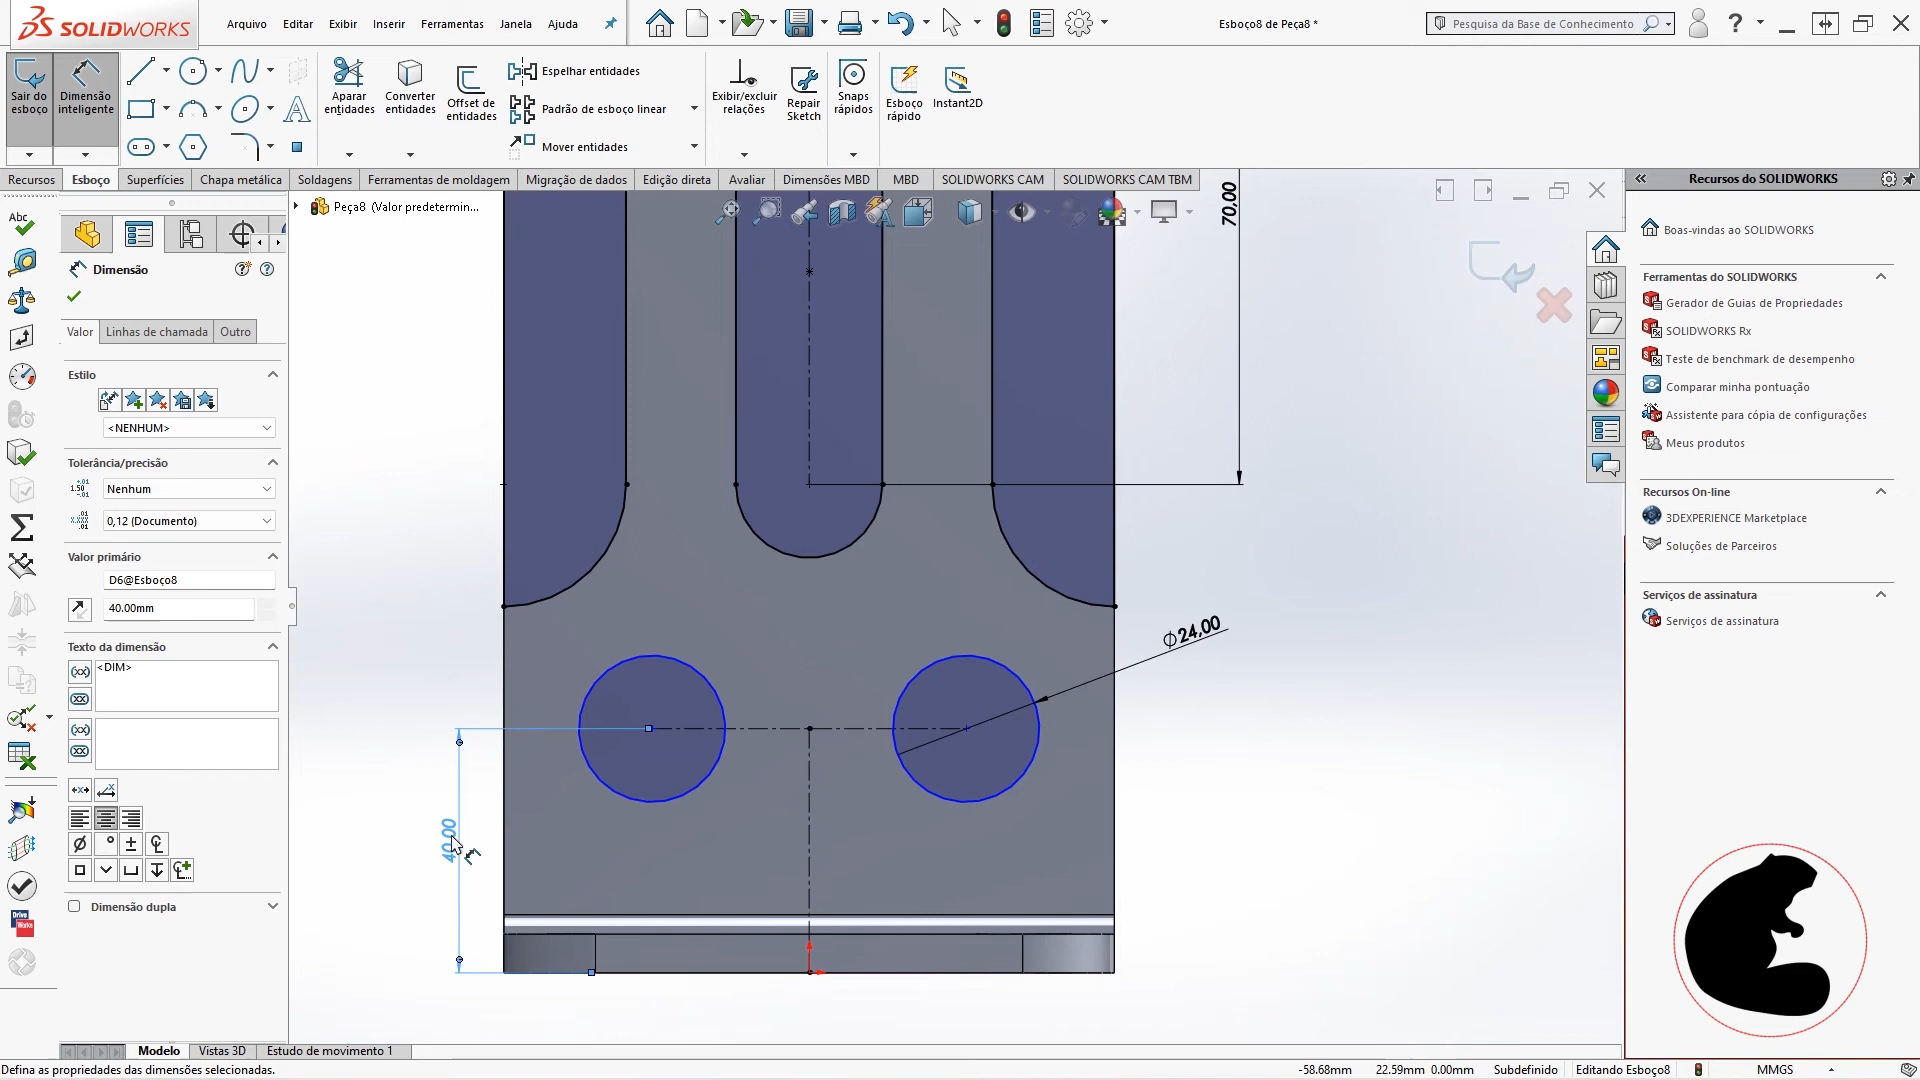 SOLIDWORKS
Arquivo Editar Exibir Inserir Ferramentas Janela Ajuda
Esboço8 de Peça8 *
Pesquisa da Base de Conhecimento
Sair do esboço
Dimensão inteligente
Aparar entidades
Converter entidades
Offset de entidades
Espelhar entidades
Padrão de esboço linear
Mover entidades
Exibir/excluir relações
Repair Sketch
Snaps rápidos
Esboço rápido
Instant2D
Recursos Esboço Superfícies Chapa metálica Soldagens Ferramentas de moldagem Migração de dados Edição direta Avaliar Dimensões MBD MBD SOLIDWORKS CAM SOLIDWORKS CAM TBM
Peça8 (Valor predetermin...
Dimensão
Valor Linhas de chamada Outro
Estilo
<NENHUM>
Tolerância/precisão
Nenhum
0,12 (Documento)
Valor primário
D6@Esboço8
40.00mm
Texto da dimensão
<DIM>
Dimensão dupla
70,00
⌀24,00
40,00
Recursos do SOLIDWORKS
Boas-vindas ao SOLIDWORKS
Ferramentas do SOLIDWORKS
Gerador de Guias de Propriedades
SOLIDWORKS Rx
Teste de benchmark de desempenho
Comparar minha pontuação
Assistente para cópia de configurações
Meus produtos
Recursos On-line
3DEXPERIENCE Marketplace
Soluções de Parceiros
Serviços de assinatura
Serviços de assinatura
Modelo Vistas 3D Estudo de movimento 1
Defina as propriedades das dimensões selecionadas.
-58.68mm 22.59mm 0.00mm Subdefinido Editando Esboço8 MMGS